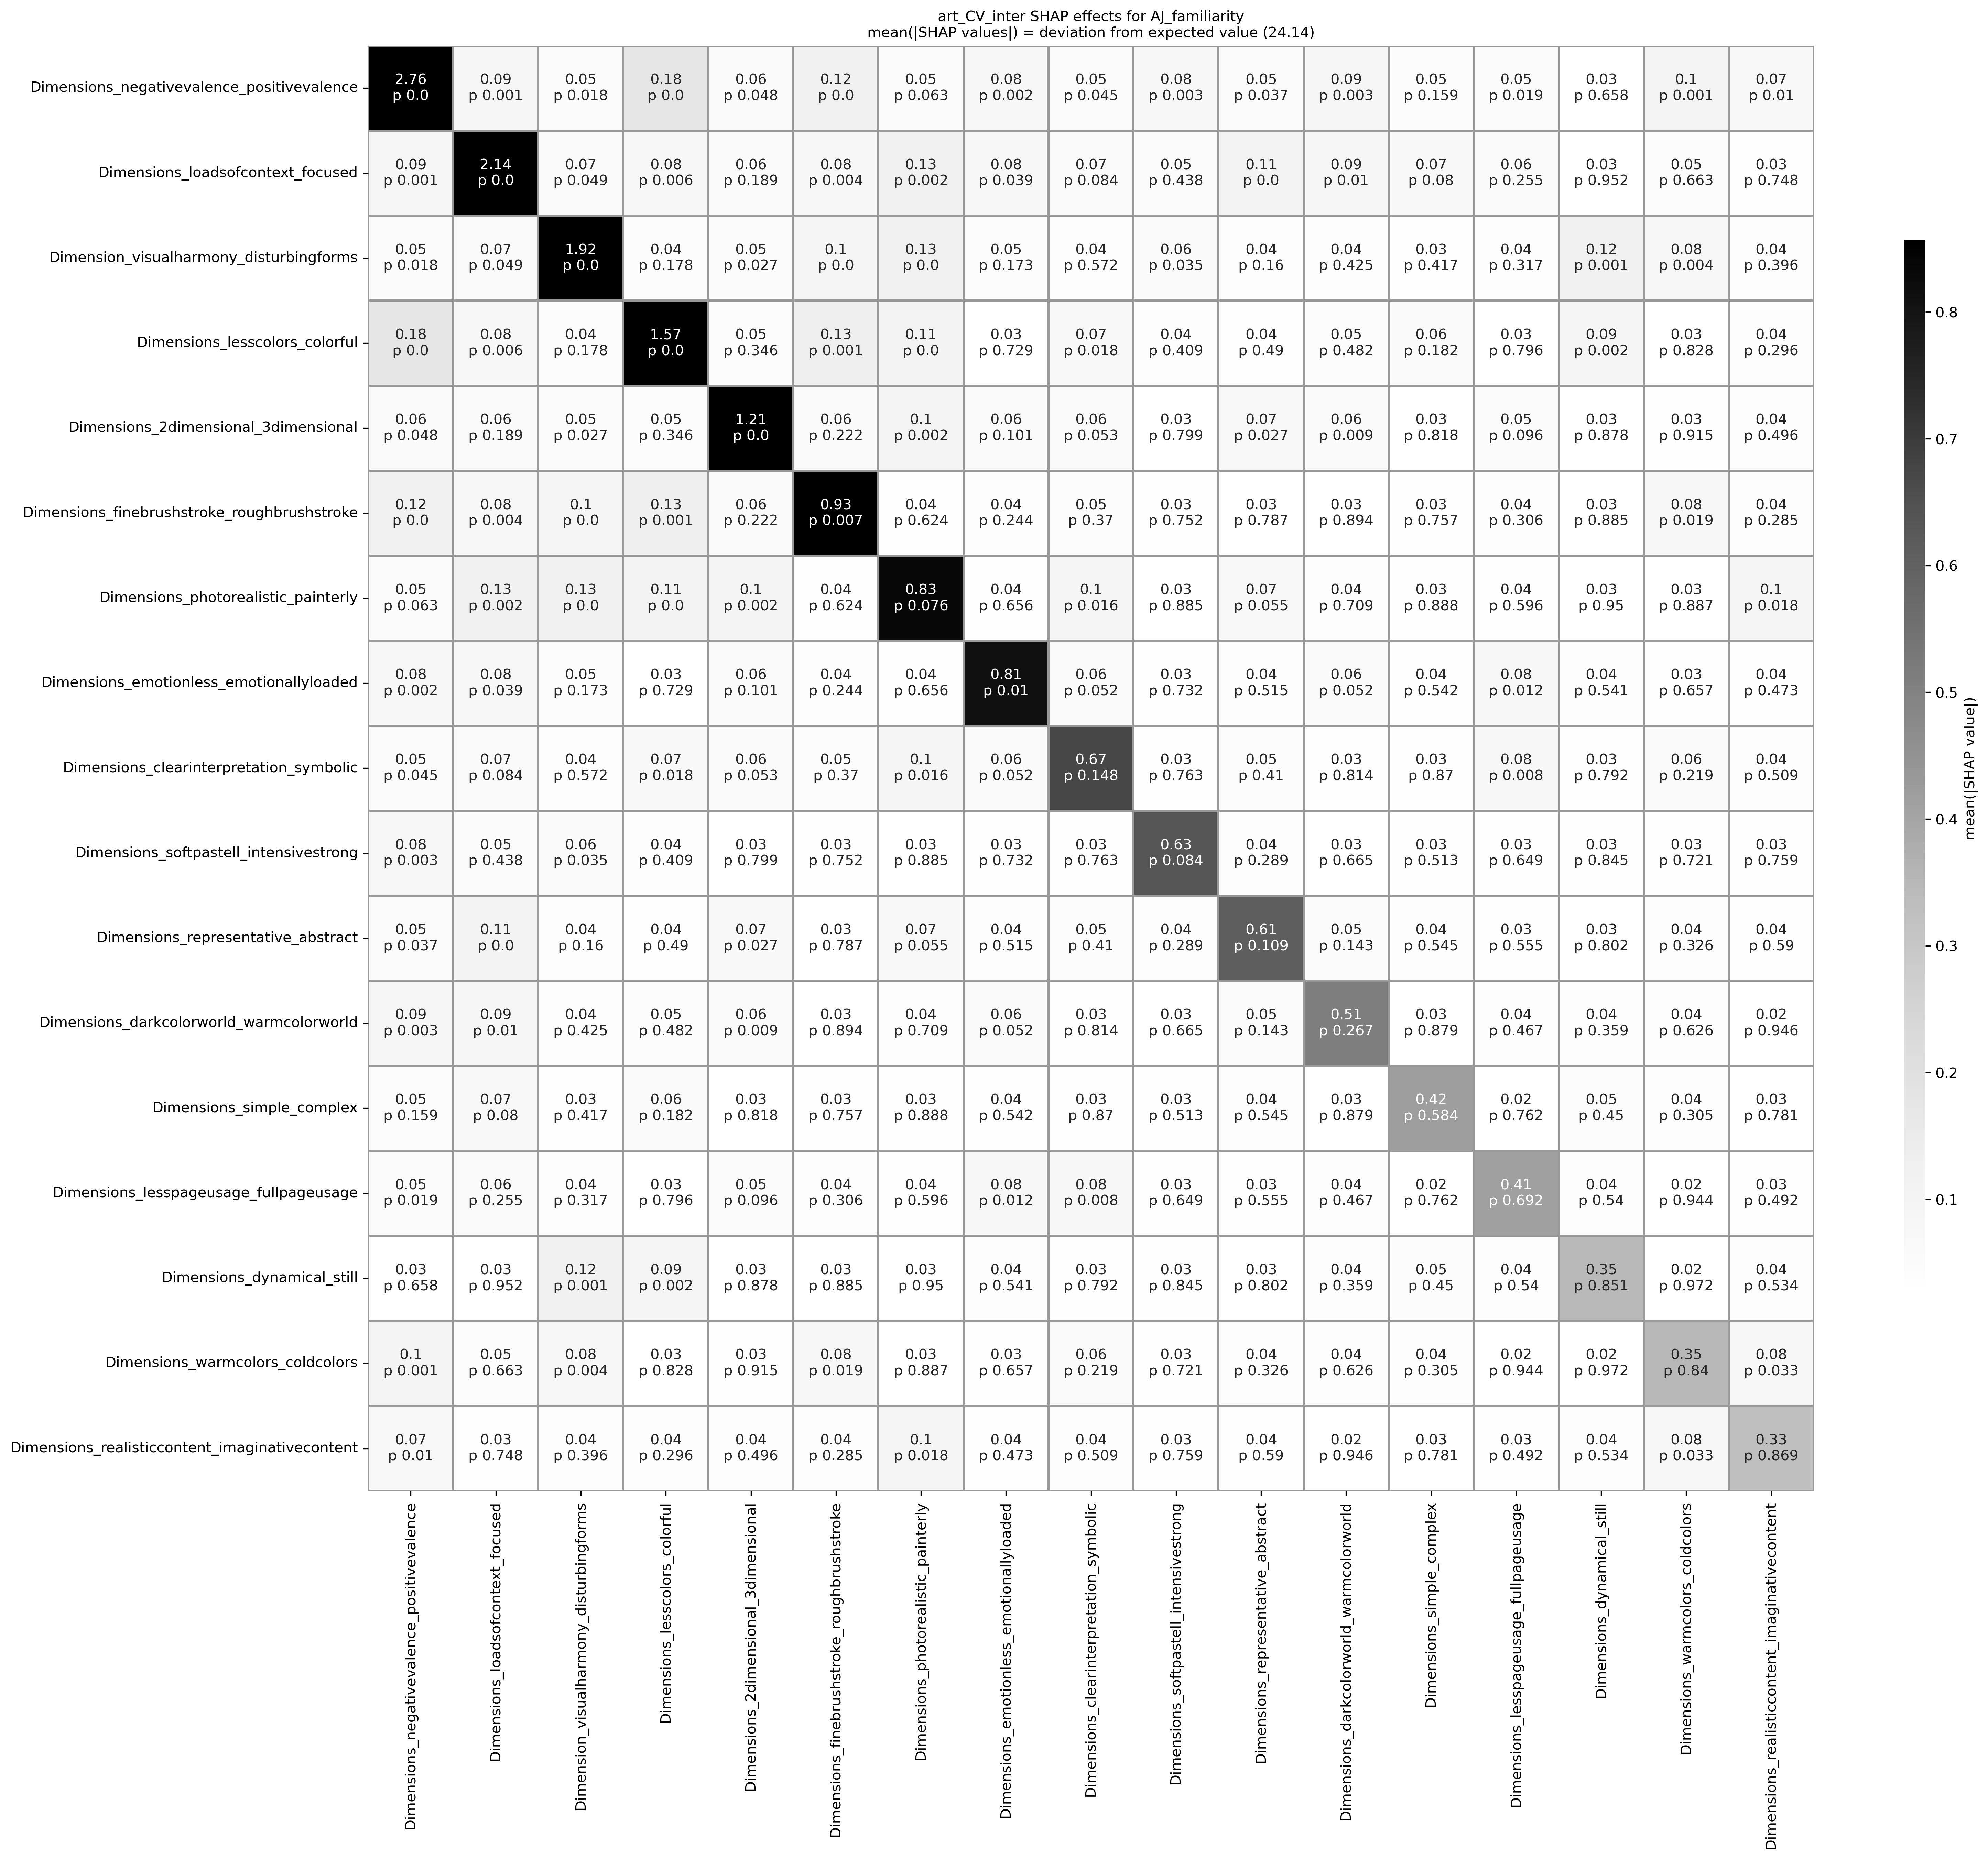 art_CV_inter SHAP effects for AJ_familiarity
mean(|SHAP values|) = deviation from expected value (24.14)
Dimensions_negativevalence_positivevalence
2.76 0.09 0.05 0.18 0.06 0.12 0.05 0.08 0.05 0.08 0.05 0.09 0.05 0.05 0.03 0.1 0.07
p 0.0 p 0.001 p 0.018 p 0.0 p 0.048 p 0.0 p 0.063 p 0.002 p 0.045 p 0.003 p 0.037 p 0.003 p 0.159 p 0.019 p 0.658 p 0.001 p 0.01
Dimensions_loadsofcontext_focused
0.09 2.14 0.07 0.08 0.06 0.08 0.13 0.08 0.07 0.05 0.11 0.09 0.07 0.06 0.03 0.05 0.03
p 0.001 p 0.0 p 0.049 p 0.006 p 0.189 p 0.004 p 0.002 p 0.039 p 0.084 p 0.438 p 0.0 p 0.01 p 0.08 p 0.255 p 0.952 p 0.663 p 0.748
Dimension_visualharmony_disturbingforms
0.05 0.07 1.92 0.04 0.05 0.1 0.13 0.05 0.04 0.06 0.04 0.04 0.03 0.04 0.12 0.08 0.04
p 0.018 p 0.049 p 0.0 p 0.178 p 0.027 p 0.0 p 0.0 p 0.173 p 0.572 p 0.035 p 0.16 p 0.425 p 0.417 p 0.317 p 0.001 p 0.004 p 0.396
Dimensions_lesscolors_colorful
0.18 0.08 0.04 1.57 0.05 0.13 0.11 0.03 0.07 0.04 0.04 0.05 0.06 0.03 0.09 0.03 0.04
p 0.0 p 0.006 p 0.178 p 0.0 p 0.346 p 0.001 p 0.0 p 0.729 p 0.018 p 0.409 p 0.49 p 0.482 p 0.182 p 0.796 p 0.002 p 0.828 p 0.296
Dimensions_2dimensional_3dimensional
0.06 0.06 0.05 0.05 1.21 0.06 0.1 0.06 0.06 0.03 0.07 0.06 0.03 0.05 0.03 0.03 0.04
p 0.048 p 0.189 p 0.027 p 0.346 p 0.0 p 0.222 p 0.002 p 0.101 p 0.053 p 0.799 p 0.027 p 0.009 p 0.818 p 0.096 p 0.878 p 0.915 p 0.496
Dimensions_finebrushstroke_roughbrushstroke
0.12 0.08 0.1 0.13 0.06 0.93 0.04 0.04 0.05 0.03 0.03 0.03 0.03 0.04 0.03 0.08 0.04
p 0.0 p 0.004 p 0.0 p 0.001 p 0.222 p 0.007 p 0.624 p 0.244 p 0.37 p 0.752 p 0.787 p 0.894 p 0.757 p 0.306 p 0.885 p 0.019 p 0.285
Dimensions_photorealistic_painterly
0.05 0.13 0.13 0.11 0.1 0.04 0.83 0.04 0.1 0.03 0.07 0.04 0.03 0.04 0.03 0.03 0.1
p 0.063 p 0.002 p 0.0 p 0.0 p 0.002 p 0.624 p 0.076 p 0.656 p 0.016 p 0.885 p 0.055 p 0.709 p 0.888 p 0.596 p 0.95 p 0.887 p 0.018
Dimensions_emotionless_emotionallyloaded
0.08 0.08 0.05 0.03 0.06 0.04 0.04 0.81 0.06 0.03 0.04 0.06 0.04 0.08 0.04 0.03 0.04
p 0.002 p 0.039 p 0.173 p 0.729 p 0.101 p 0.244 p 0.656 p 0.01 p 0.052 p 0.732 p 0.515 p 0.052 p 0.542 p 0.012 p 0.541 p 0.657 p 0.473
Dimensions_clearinterpretation_symbolic
0.05 0.07 0.04 0.07 0.06 0.05 0.1 0.06 0.67 0.03 0.05 0.03 0.03 0.08 0.03 0.06 0.04
p 0.045 p 0.084 p 0.572 p 0.018 p 0.053 p 0.37 p 0.016 p 0.052 p 0.148 p 0.763 p 0.41 p 0.814 p 0.87 p 0.008 p 0.792 p 0.219 p 0.509
Dimensions_softpastell_intensivestrong
0.08 0.05 0.06 0.04 0.03 0.03 0.03 0.03 0.03 0.63 0.04 0.03 0.03 0.03 0.03 0.03 0.03
p 0.003 p 0.438 p 0.035 p 0.409 p 0.799 p 0.752 p 0.885 p 0.732 p 0.763 p 0.084 p 0.289 p 0.665 p 0.513 p 0.649 p 0.845 p 0.721 p 0.759
Dimensions_representative_abstract
0.05 0.11 0.04 0.04 0.07 0.03 0.07 0.04 0.05 0.04 0.61 0.05 0.04 0.03 0.03 0.04 0.04
p 0.037 p 0.0 p 0.16 p 0.49 p 0.027 p 0.787 p 0.055 p 0.515 p 0.41 p 0.289 p 0.109 p 0.143 p 0.545 p 0.555 p 0.802 p 0.326 p 0.59
Dimensions_darkcolorworld_warmcolorworld
0.09 0.09 0.04 0.05 0.06 0.03 0.04 0.06 0.03 0.03 0.05 0.51 0.03 0.04 0.04 0.04 0.02
p 0.003 p 0.01 p 0.425 p 0.482 p 0.009 p 0.894 p 0.709 p 0.052 p 0.814 p 0.665 p 0.143 p 0.267 p 0.879 p 0.467 p 0.359 p 0.626 p 0.946
Dimensions_simple_complex
0.05 0.07 0.03 0.06 0.03 0.03 0.03 0.04 0.03 0.03 0.04 0.03 0.42 0.02 0.05 0.04 0.03
p 0.159 p 0.08 p 0.417 p 0.182 p 0.818 p 0.757 p 0.888 p 0.542 p 0.87 p 0.513 p 0.545 p 0.879 p 0.584 p 0.762 p 0.45 p 0.305 p 0.781
Dimensions_lesspageusage_fullpageusage
0.05 0.06 0.04 0.03 0.05 0.04 0.04 0.08 0.08 0.03 0.03 0.04 0.02 0.41 0.04 0.02 0.03
p 0.019 p 0.255 p 0.317 p 0.796 p 0.096 p 0.306 p 0.596 p 0.012 p 0.008 p 0.649 p 0.555 p 0.467 p 0.762 p 0.692 p 0.54 p 0.944 p 0.492
Dimensions_dynamical_still
0.03 0.03 0.12 0.09 0.03 0.03 0.03 0.04 0.03 0.03 0.03 0.04 0.05 0.04 0.35 0.02 0.04
p 0.658 p 0.952 p 0.001 p 0.002 p 0.878 p 0.885 p 0.95 p 0.541 p 0.792 p 0.845 p 0.802 p 0.359 p 0.45 p 0.54 p 0.851 p 0.972 p 0.534
Dimensions_warmcolors_coldcolors
0.1 0.05 0.08 0.03 0.03 0.08 0.03 0.03 0.06 0.03 0.04 0.04 0.04 0.02 0.02 0.35 0.08
p 0.001 p 0.663 p 0.004 p 0.828 p 0.915 p 0.019 p 0.887 p 0.657 p 0.219 p 0.721 p 0.326 p 0.626 p 0.305 p 0.944 p 0.972 p 0.84 p 0.033
Dimensions_realisticcontent_imaginativecontent
0.07 0.03 0.04 0.04 0.04 0.04 0.1 0.04 0.04 0.03 0.04 0.02 0.03 0.03 0.04 0.08 0.33
p 0.01 p 0.748 p 0.396 p 0.296 p 0.496 p 0.285 p 0.018 p 0.473 p 0.509 p 0.759 p 0.59 p 0.946 p 0.781 p 0.492 p 0.534 p 0.033 p 0.869
Dimensions_negativevalence_positivevalence
Dimensions_loadsofcontext_focused
Dimension_visualharmony_disturbingforms
Dimensions_lesscolors_colorful
Dimensions_2dimensional_3dimensional
Dimensions_finebrushstroke_roughbrushstroke
Dimensions_photorealistic_painterly
Dimensions_emotionless_emotionallyloaded
Dimensions_clearinterpretation_symbolic
Dimensions_softpastell_intensivestrong
Dimensions_representative_abstract
Dimensions_darkcolorworld_warmcolorworld
Dimensions_simple_complex
Dimensions_lesspageusage_fullpageusage
Dimensions_dynamical_still
Dimensions_warmcolors_coldcolors
Dimensions_realisticcontent_imaginativecontent
0.8
0.7
0.6
0.5
0.4
0.3
0.2
0.1
mean(|SHAP value|)